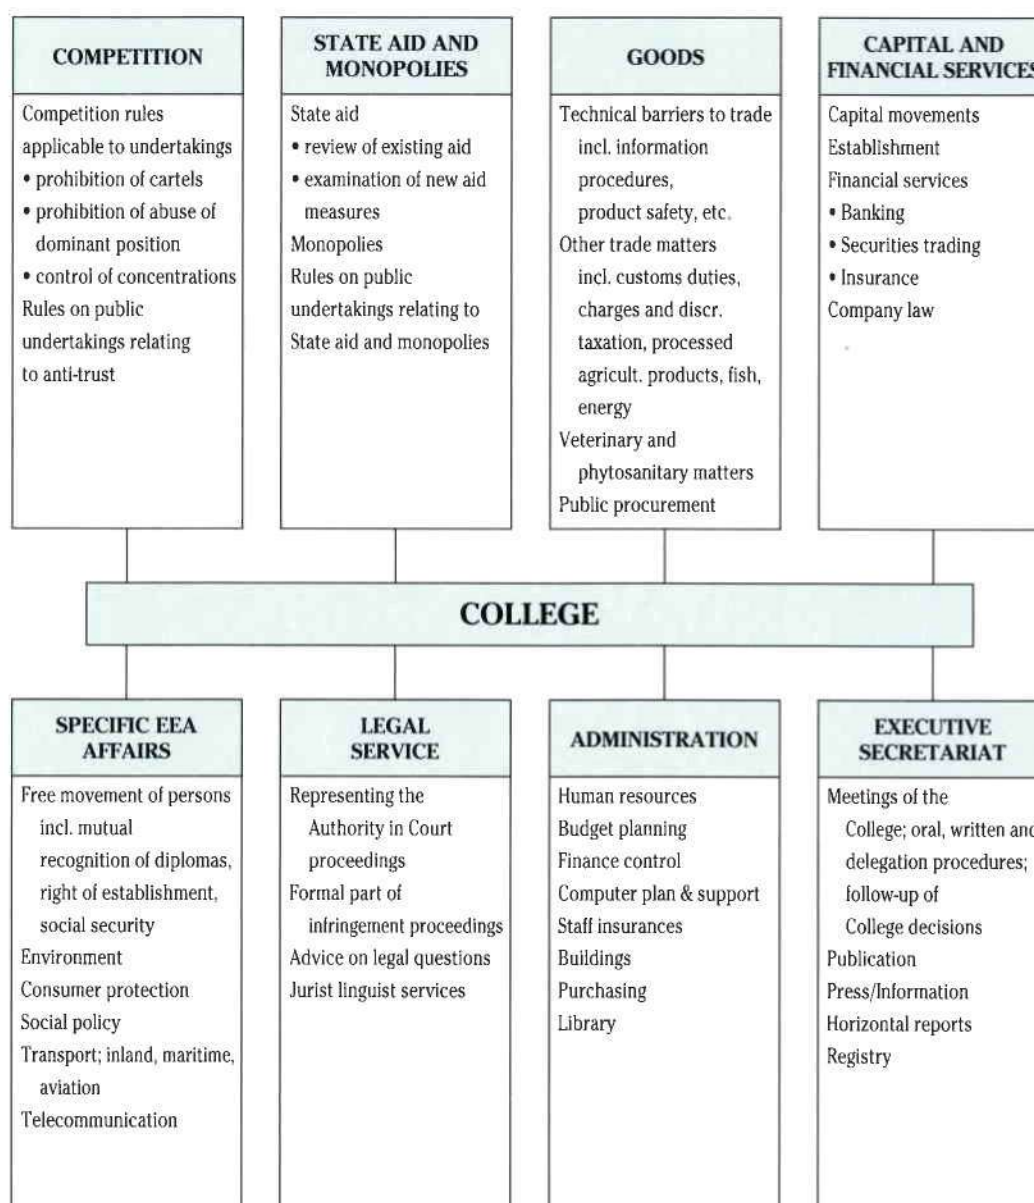 COMPETITION
Competition rules
applicable to undertakings
• prohibition of cartels
• prohibition of abuse of
dominant position
• control of concentrations
Rules on public
undertakings relating
to anti-trust
STATE AID AND
MONOPOLIES
State aid
• review of existing aid
• examination of new aid
measures
Monopolies
Rules on public
undertakings relating to
State aid and monopolies
GOODS
Technical barriers to trade
incl. information
procedures,
product safety, etc.
Other trade matters
incl. customs duties,
charges and discr.
taxation, processed
agricult. products, fish,
energy
Veterinary and
phytosanitary matters
Public procurement
CAPITAL AND
FINANCIAL SERVICES
Capital movements
Establishment
Financial services
• Banking
• Securities trading
• Insurance
Company law
COLLEGE
SPECIFIC EEA
AFFAIRS
Free movement of persons
incl. mutual
recognition of diplomas,
right of establishment,
social security
Environment
Consumer protection
Social policy
Transport; inland, maritime,
aviation
Telecommunication
LEGAL
SERVICE
Representing the
Authority in Court
proceedings
Formal part of
infringement proceedings
Advice on legal questions
Jurist linguist services
ADMINISTRATION
Human resources
Budget planning
Finance control
Computer plan & support
Staff insurances
Buildings
Purchasing
Library
EXECUTIVE
SECRETARIAT
Meetings of the
College; oral, written and
delegation procedures;
follow-up of
College decisions
Publication
Press/Information
Horizontal reports
Registry